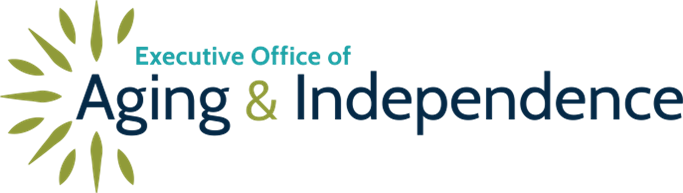 Executive Office of
Aging & Independence